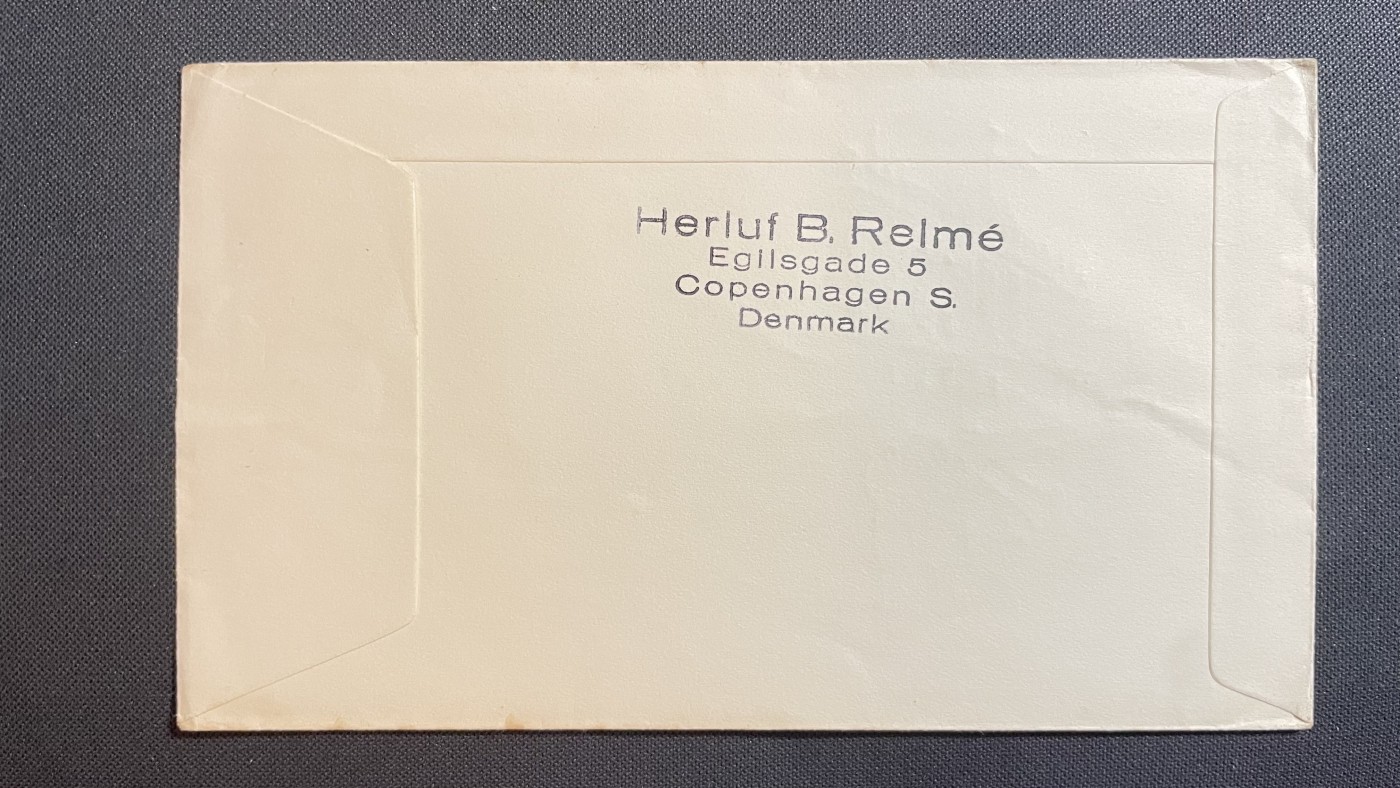 Herluf B. Relmé
Egilsgade 5
Copenhagen S.
Denmark